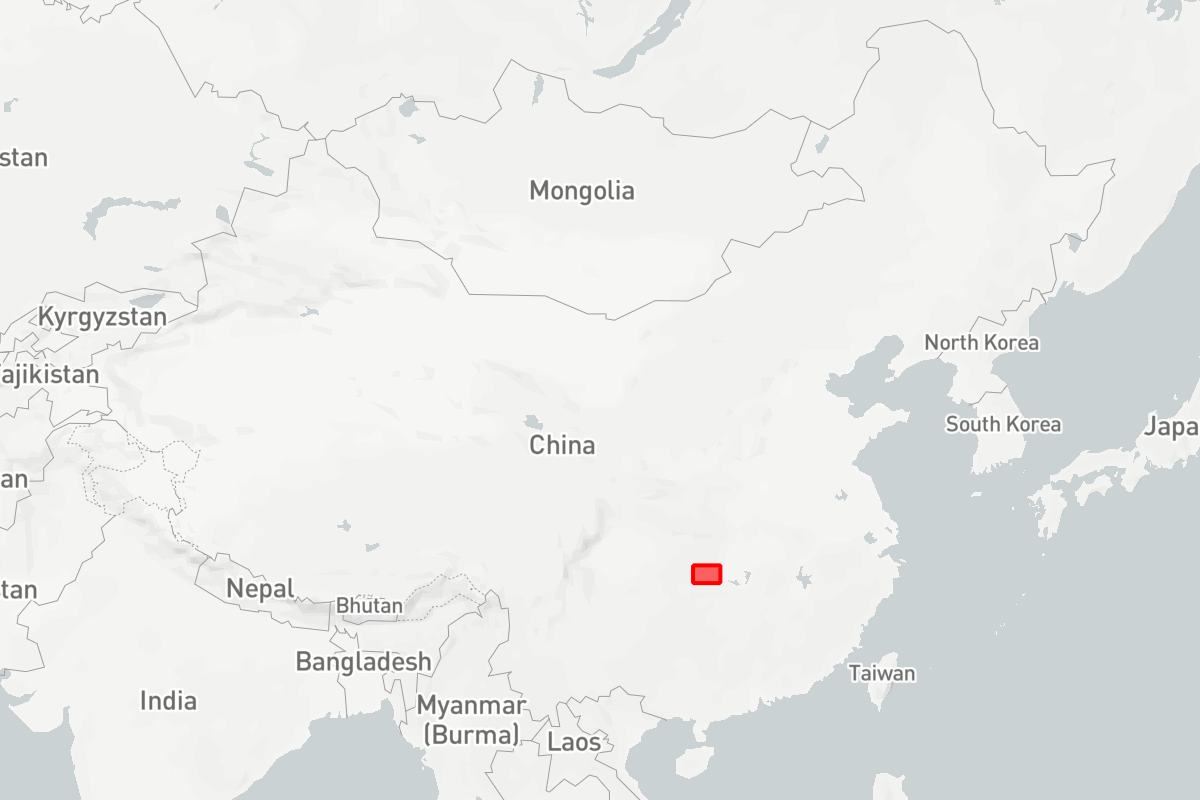 stan
Mongolia
Kyrgyzstan
North Korea
ajikistan
South Korea
Japa
China
an
Nepal
stan
Bhutan
Bangladesh
Taiwan
India
Myanmar
(Burma)
Laos